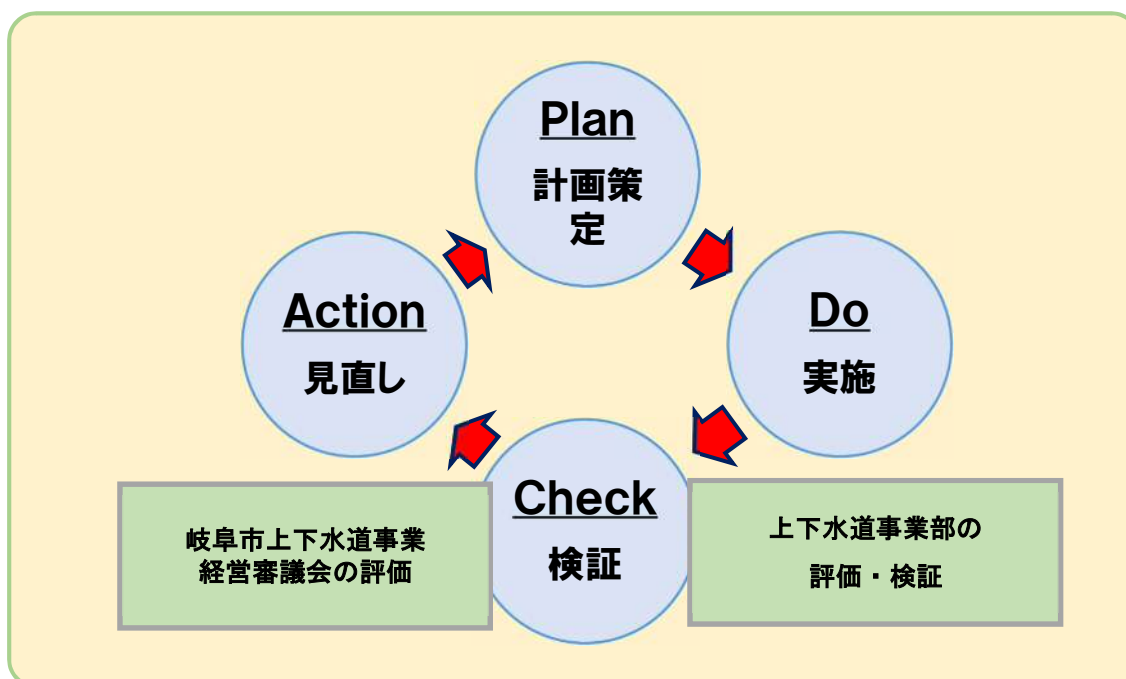 Plan
計画策
定
Action
見直し
Do
実施
Check
検証
岐阜市上下水道事業
経営審議会の評価
上下水道事業部の
評価・検証